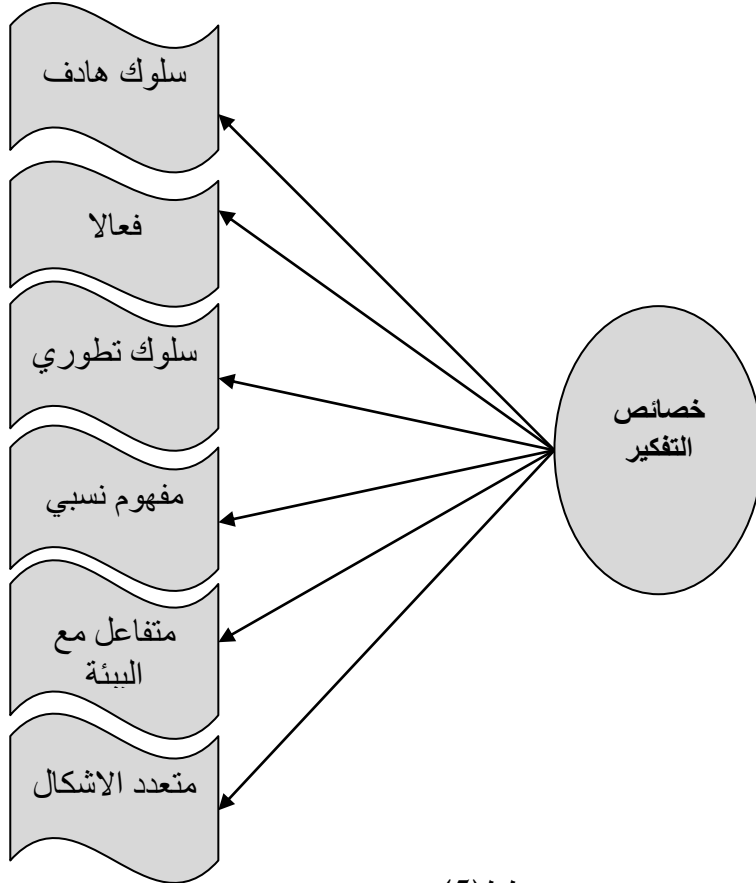 خصائص
التفكير
سلوك هادف
فعالا
سلوك تطوري
مفهوم نسبي
متفاعل مع
البيئة
متعدد الاشكال